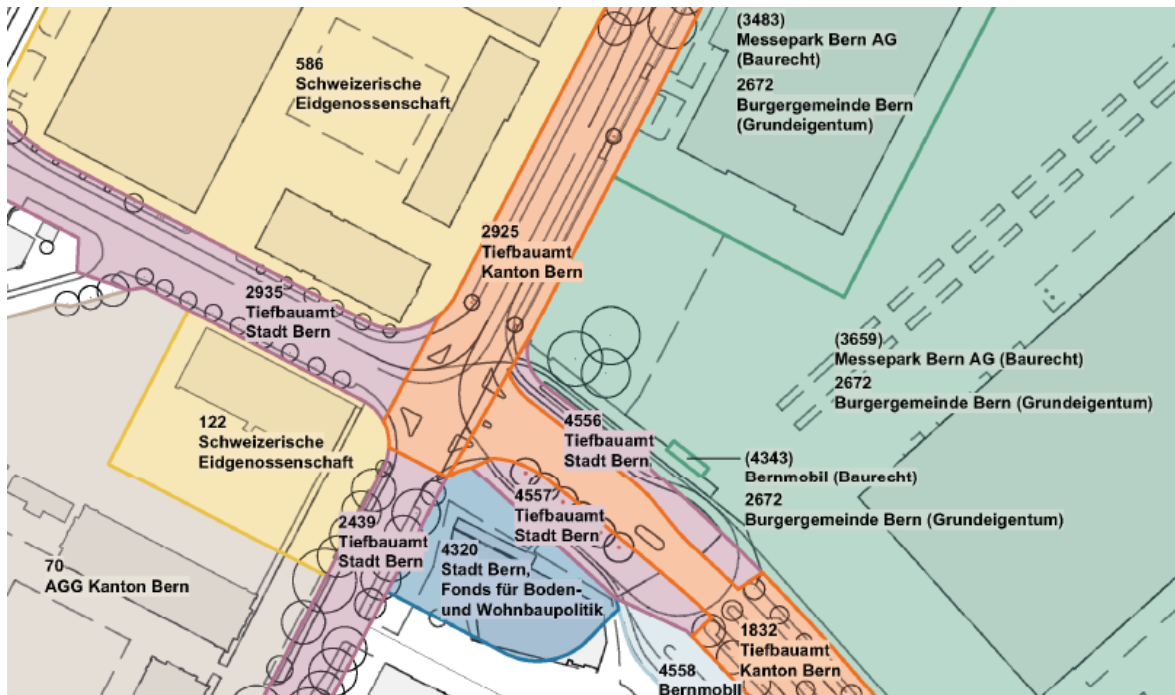 (3483)
Messepark Bern AG
(Baurecht)
2672
Burgergemeinde Bern
(Grundeigentum)
586
Schweizerische
Eidgenossenschaft
2925
Tiefbauamt
Kanton Bern
2935
Tiefbauamt
Stadt Bern
(3659)
Messepark Bern AG (Baurecht)
2672
Burgergemeinde Bern (Grundeigentum)
122
Schweizerische
Eidgenossenschaft
4556
Tiefbauamt
Stadt Bern
(4343)
Bernmobil (Baurecht)
2672
Burgergemeinde Bern (Grundeigentum)
4557
Tiefbauamt
Stadt Bern
2439
Tiefbauamt
Stadt Bern
4320
Stadt Bern,
Fonds für Boden-
und Wohnbaupolitik
70
AGG Kanton Bern
1832
Tiefbauamt
Kanton Bern
4558
Bernmobil